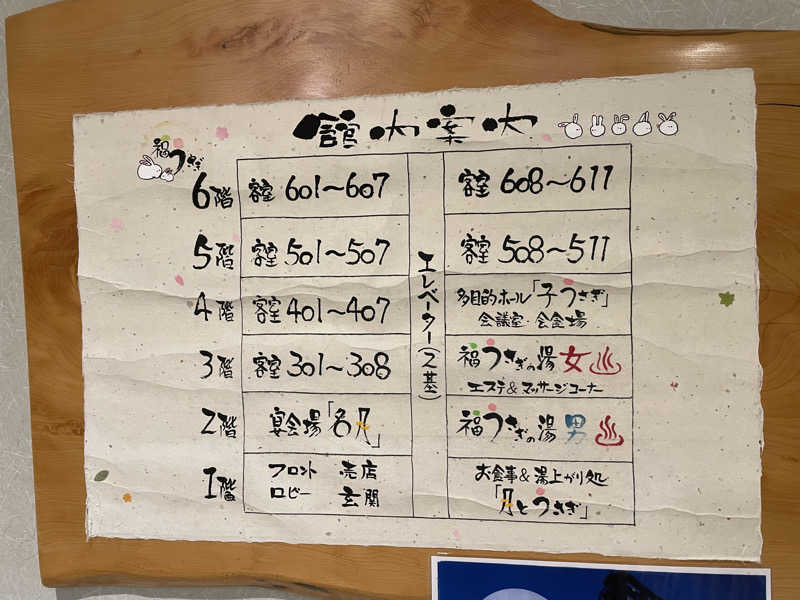 館内案内
福うさぎ
6階 客室 601～607 客室 608～611
5階 客室 501～507 客室 508～511
4階 客室 401～407 多目的ホール「子うさぎ」
会議室・会食場
3階 客室 301～308 福うさぎの湯 女
エステ&マッサージコーナー
2階 宴会場「名月」 福うさぎの湯 男
1階 フロント 売店 お食事&湯上がり処
ロビー 玄関 「月とうさぎ」
エレベーター(2基)